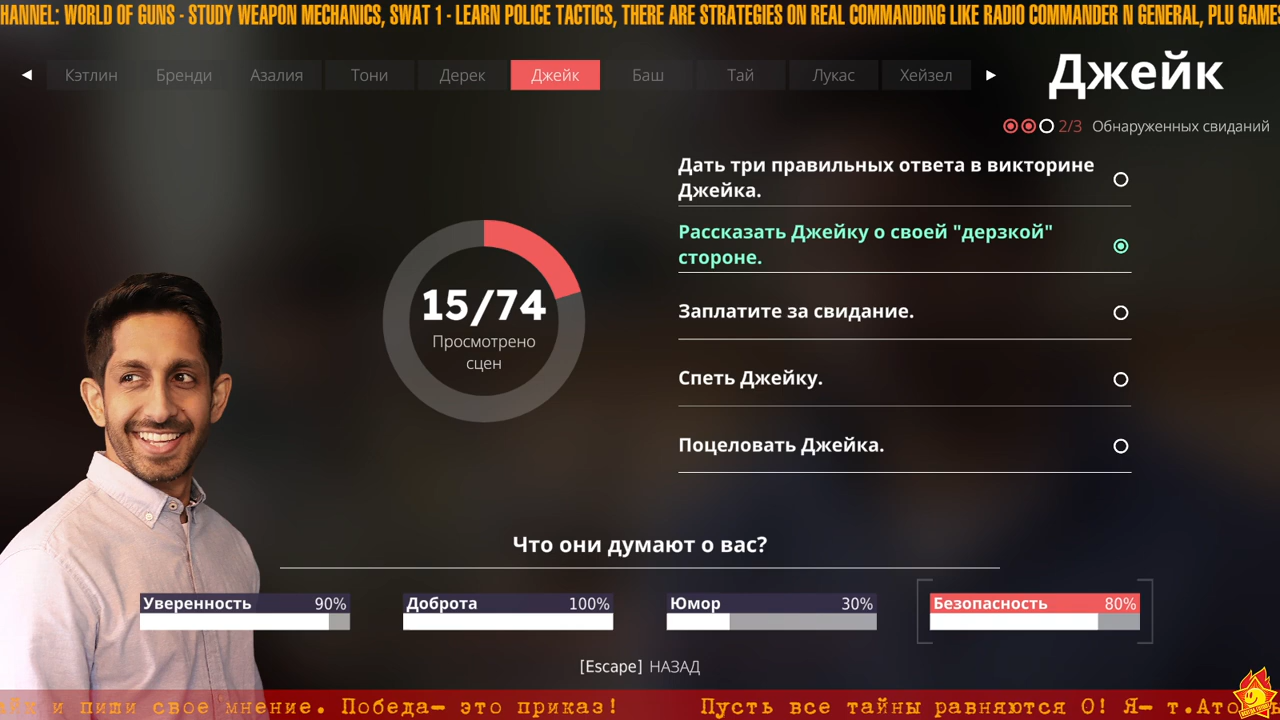 HANNEL: WORLD OF GUNS - STUDY WEAPON MECHANICS, SWAT 1 - LEARN POLICE TACTICS, THERE ARE STRATEGIES ON REAL COMMANDING LIKE RADIO COMMANDER N GENERAL, PLU GAMES
Кэтлин Бренди Азалия Тони Дерек Джейк Баш Тай Лукас Хейзел
Джейк
2/3 Обнаруженных свиданий
Дать три правильных ответа в викторине
Джейка.
Рассказать Джейку о своей "дерзкой"
стороне.
15/74
Просмотрено
сцен
Заплатите за свидание.
Спеть Джейку.
Поцеловать Джейка.
Что они думают о вас?
Уверенность 90% Доброта 100% Юмор 30% Безопасность 80%
[Escape] НАЗАД
и пиши свое мнение. Победа- это приказ! Пусть все тайны равняются 0! Я- т.Ато